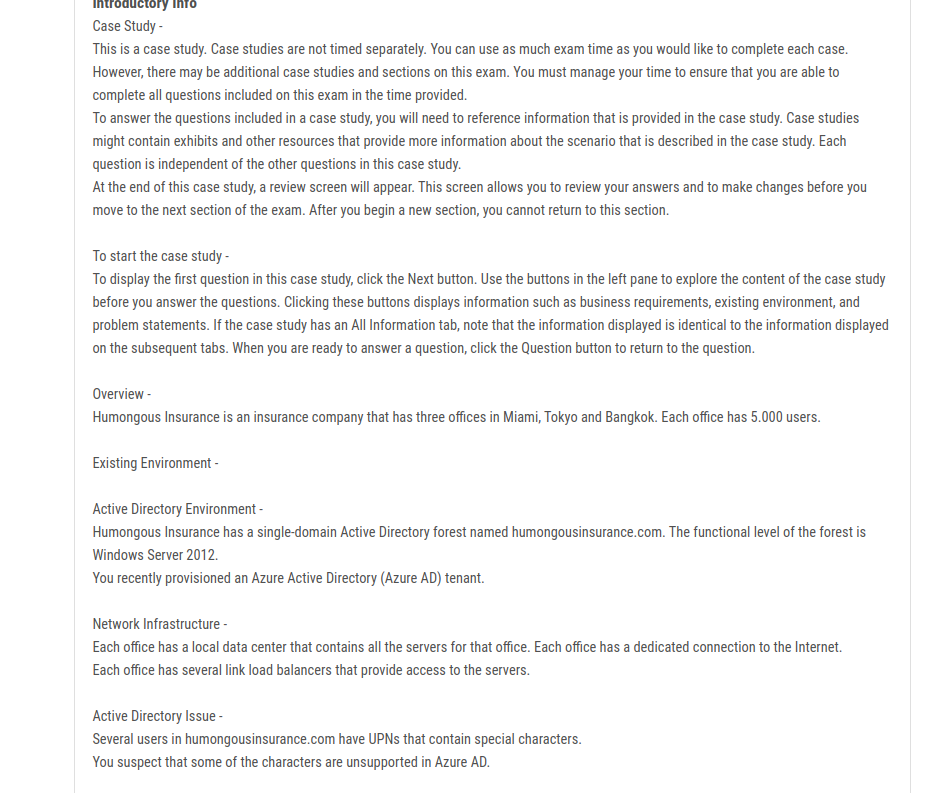 Introductory Info
Case Study -
This is a case study. Case studies are not timed separately. You can use as much exam time as you would like to complete each case.
However, there may be additional case studies and sections on this exam. You must manage your time to ensure that you are able to
complete all questions included on this exam in the time provided.
To answer the questions included in a case study, you will need to reference information that is provided in the case study. Case studies
might contain exhibits and other resources that provide more information about the scenario that is described in the case study. Each
question is independent of the other questions in this case study.
At the end of this case study, a review screen will appear. This screen allows you to review your answers and to make changes before you
move to the next section of the exam. After you begin a new section, you cannot return to this section.
To start the case study -
To display the first question in this case study, click the Next button. Use the buttons in the left pane to explore the content of the case study
before you answer the questions. Clicking these buttons displays information such as business requirements, existing environment, and
problem statements. If the case study has an All Information tab, note that the information displayed is identical to the information displayed
on the subsequent tabs. When you are ready to answer a question, click the Question button to return to the question.
Overview -
Humongous Insurance is an insurance company that has three offices in Miami, Tokyo and Bangkok. Each office has 5.000 users.
Existing Environment -
Active Directory Environment -
Humongous Insurance has a single-domain Active Directory forest named humongousinsurance.com. The functional level of the forest is
Windows Server 2012.
You recently provisioned an Azure Active Directory (Azure AD) tenant.
Network Infrastructure -
Each office has a local data center that contains all the servers for that office. Each office has a dedicated connection to the Internet.
Each office has several link load balancers that provide access to the servers.
Active Directory Issue -
Several users in humongousinsurance.com have UPNs that contain special characters.
You suspect that some of the characters are unsupported in Azure AD.